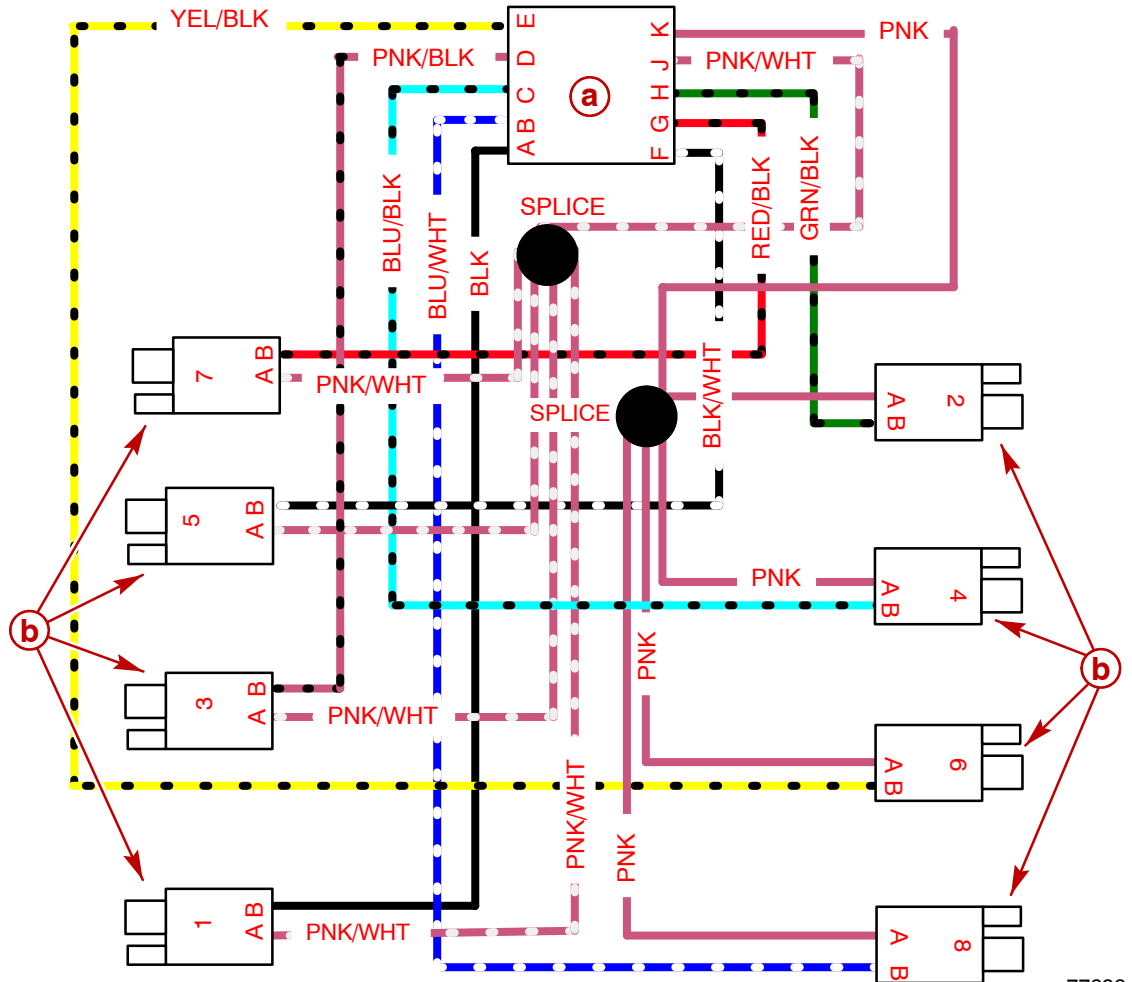 YEL/BLK
E
K
PNK
PNK/BLK
D
J
PNK/WHT
C
a
H
B
G
A
F
BLU/BLK
BLU/WHT
BLK
RED/BLK
GRN/BLK
SPLICE
7
B
A
PNK/WHT
BLK/WHT
SPLICE
A
B
2
5
B
A
PNK
A
B
4
b
PNK
b
3
B
A
PNK/WHT
A
B
6
PNK/WHT
PNK
1
B
A
PNK/WHT
A
B
8